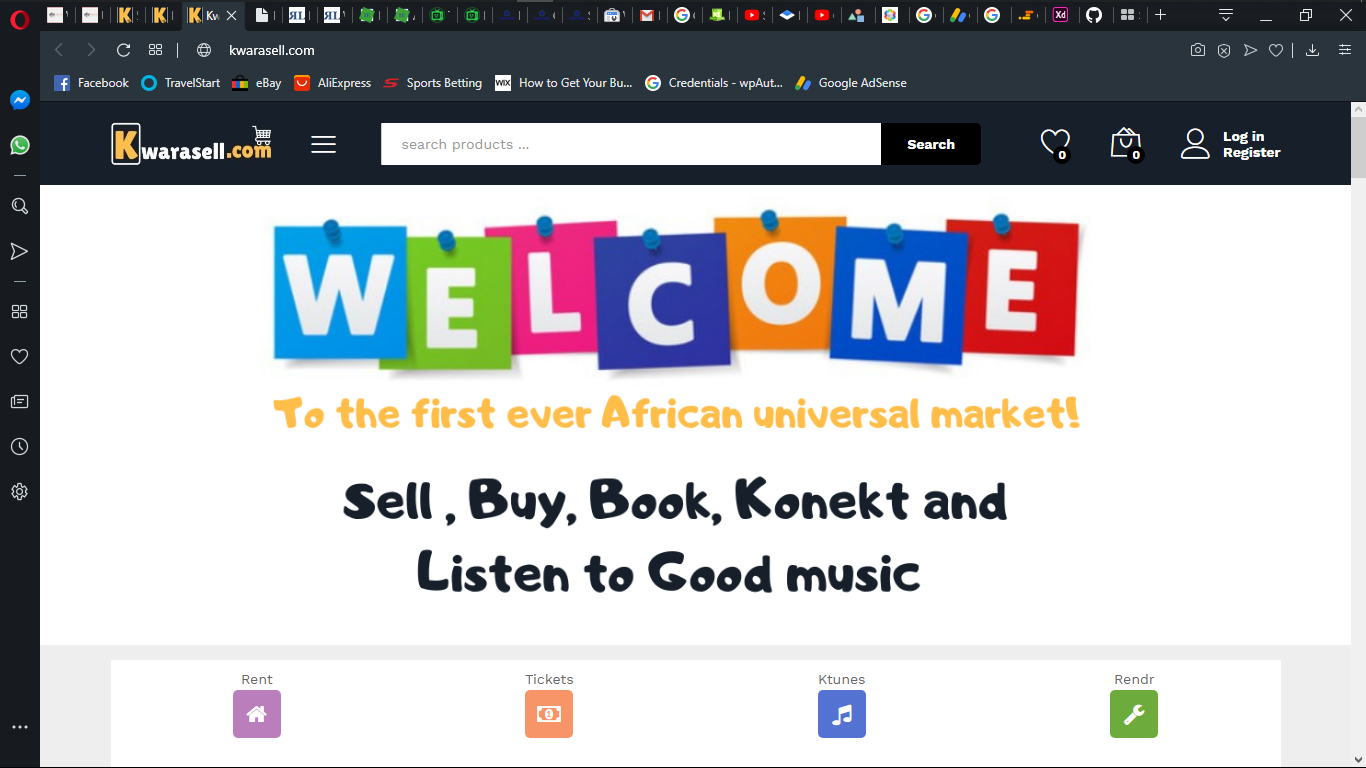 kwarasell.com
Facebook TravelStart eBay AliExpress Sports Betting How to Get Your Bu... Credentials - wpAut... Google AdSense
Kwarasell.com
search products ...
Search
0
0
Log in
Register
WELCOME
To the first ever African universal market!
Sell , Buy, Book, Konekt and
Listen to Good music
Rent Tickets Ktunes Rendr